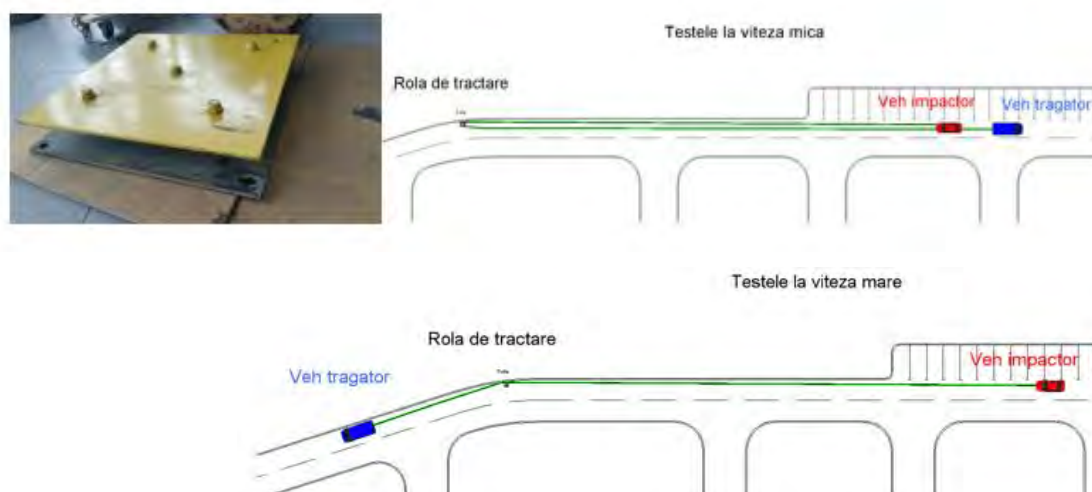 Testele la viteza mica
Rola de tractare
Veh impactor
Veh tragator
Testele la viteza mare
Rola de tractare
Veh tragator
Veh impactor